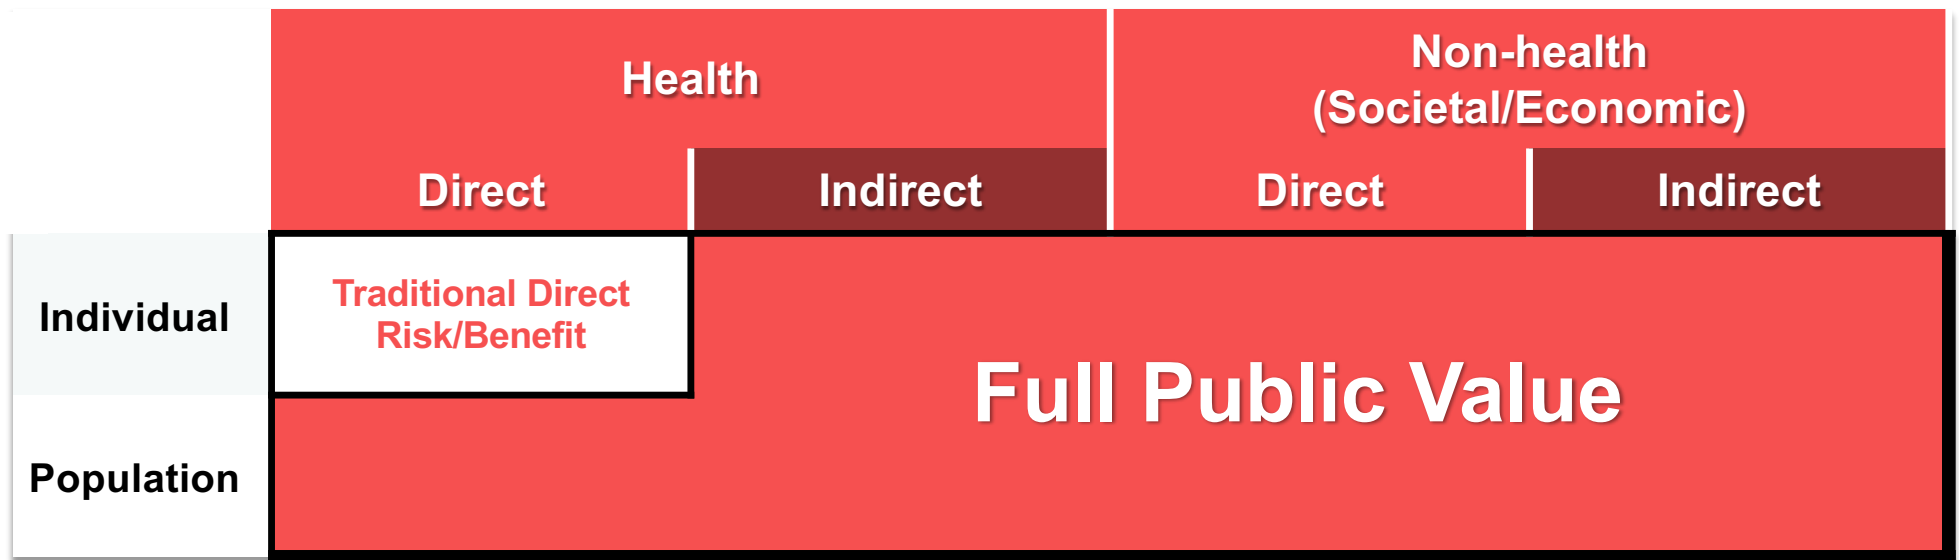 Health
Non-health
(Societal/Economic)
Direct
Indirect
Direct
Indirect
Individual
Traditional Direct
Risk/Benefit
Full Public Value
Population